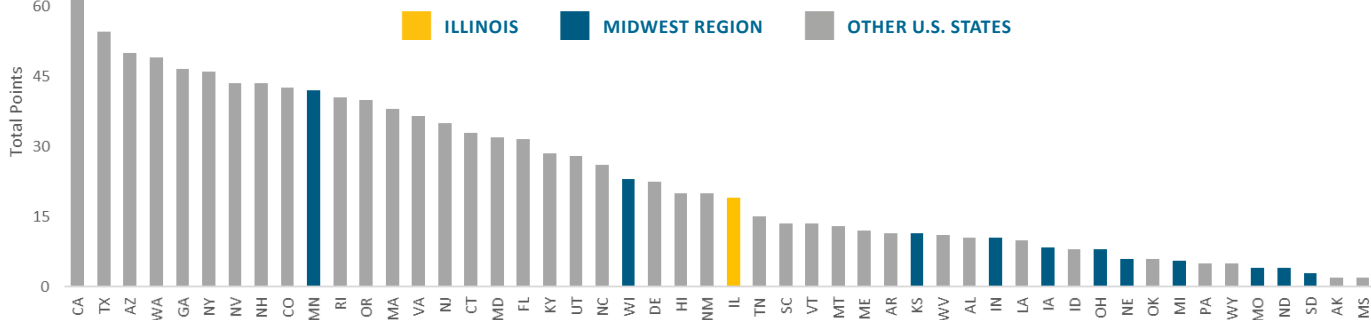 60
ILLINOIS
MIDWEST REGION
OTHER U.S. STATES
45
30
15
0
Total Points
CA TX AZ WA GA NY NV NH CO MN RI OR MA VA NJ CT MD FL KY UT NC WI DE HI NM IL TN SC VT MT ME AR KS WV AL IN LA IA ID OH NE OK MI PA WY MO ND SD AK MS